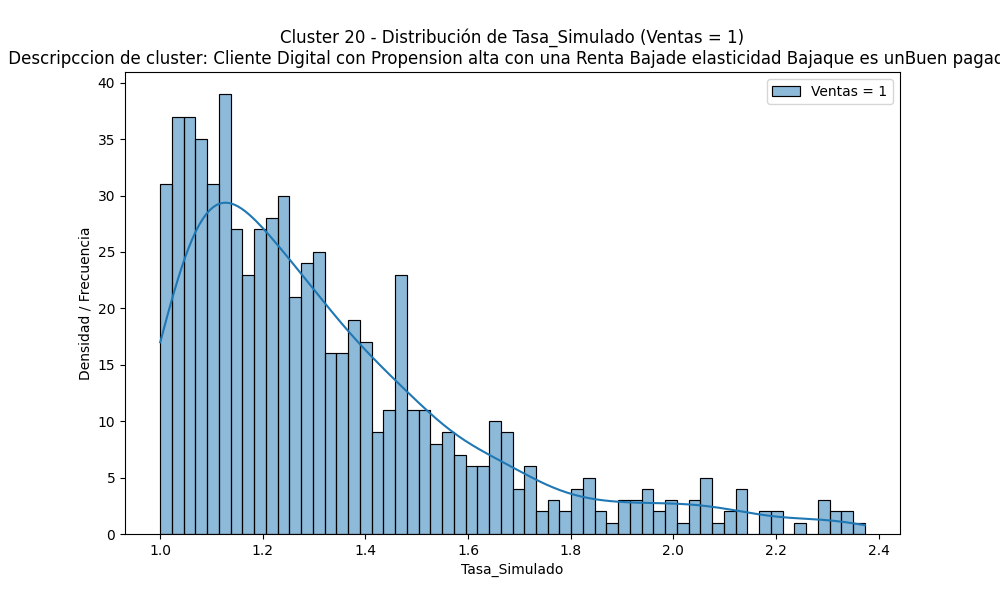 Cluster 20 - Distribución de Tasa_Simulado (Ventas = 1)
Descripccion de cluster: Cliente Digital con Propension alta con una Renta Bajade elasticidad Bajaque es unBuen pagad
Ventas = 1
40
35
30
25
20
15
10
5
0
Densidad / Frecuencia
1.0 1.2 1.4 1.6 1.8 2.0 2.2 2.4
Tasa_Simulado